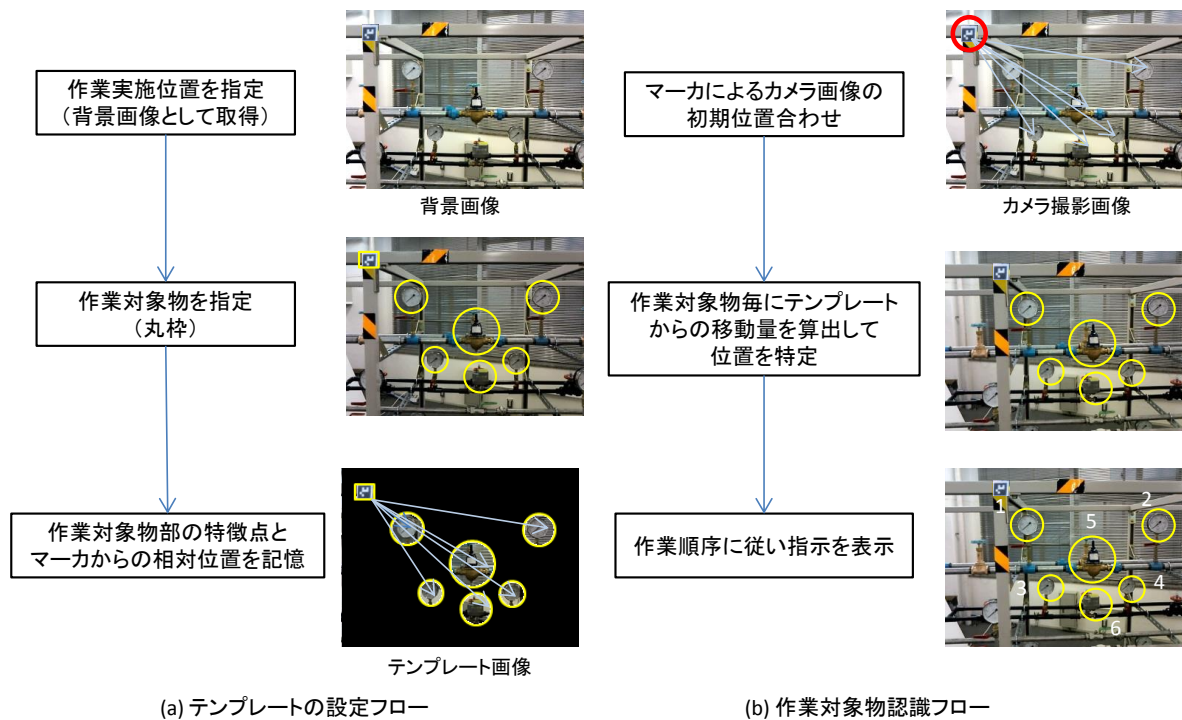 作業実施位置を指定
（背景画像として取得）
背景画像
作業対象物を指定
（丸枠）
作業対象物部の特徴点と
マーカからの相対位置を記憶
テンプレート画像
(a) テンプレートの設定フロー
マーカによるカメラ画像の
初期位置合わせ
カメラ撮影画像
作業対象物毎にテンプレート
からの移動量を算出して
位置を特定
作業順序に従い指示を表示
1
2
5
3
4
6
(b) 作業対象物認識フロー